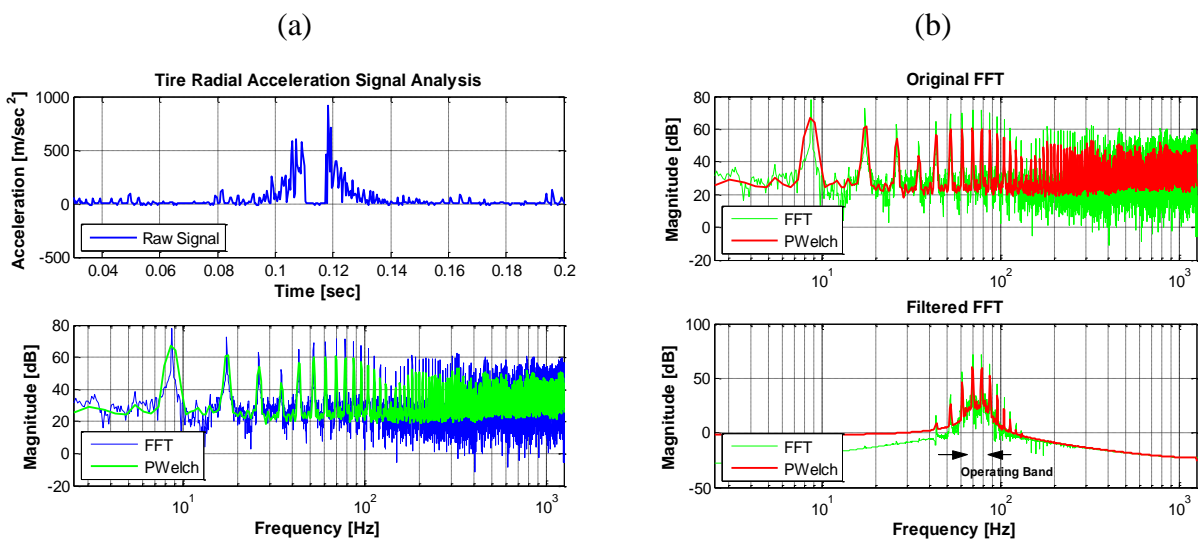 (a)
Tire Radial Acceleration Signal Analysis
Acceleration [m/sec 2]
1000
500
0
-500
Raw Signal
0.04 0.06 0.08 0.1 0.12 0.14 0.16 0.18 0.2
Time [sec]
Magnitude [dB]
80
60
40
20
0
-20
FFT
PWelch
10^1 10^2 10^3
Frequency [Hz]
(b)
Original FFT
Magnitude [dB]
80
60
40
20
0
-20
FFT
PWelch
10^1 10^2 10^3
Filtered FFT
Magnitude [dB]
100
50
0
-50
FFT
PWelch
Operating Band
10^1 10^2 10^3
Frequency [Hz]